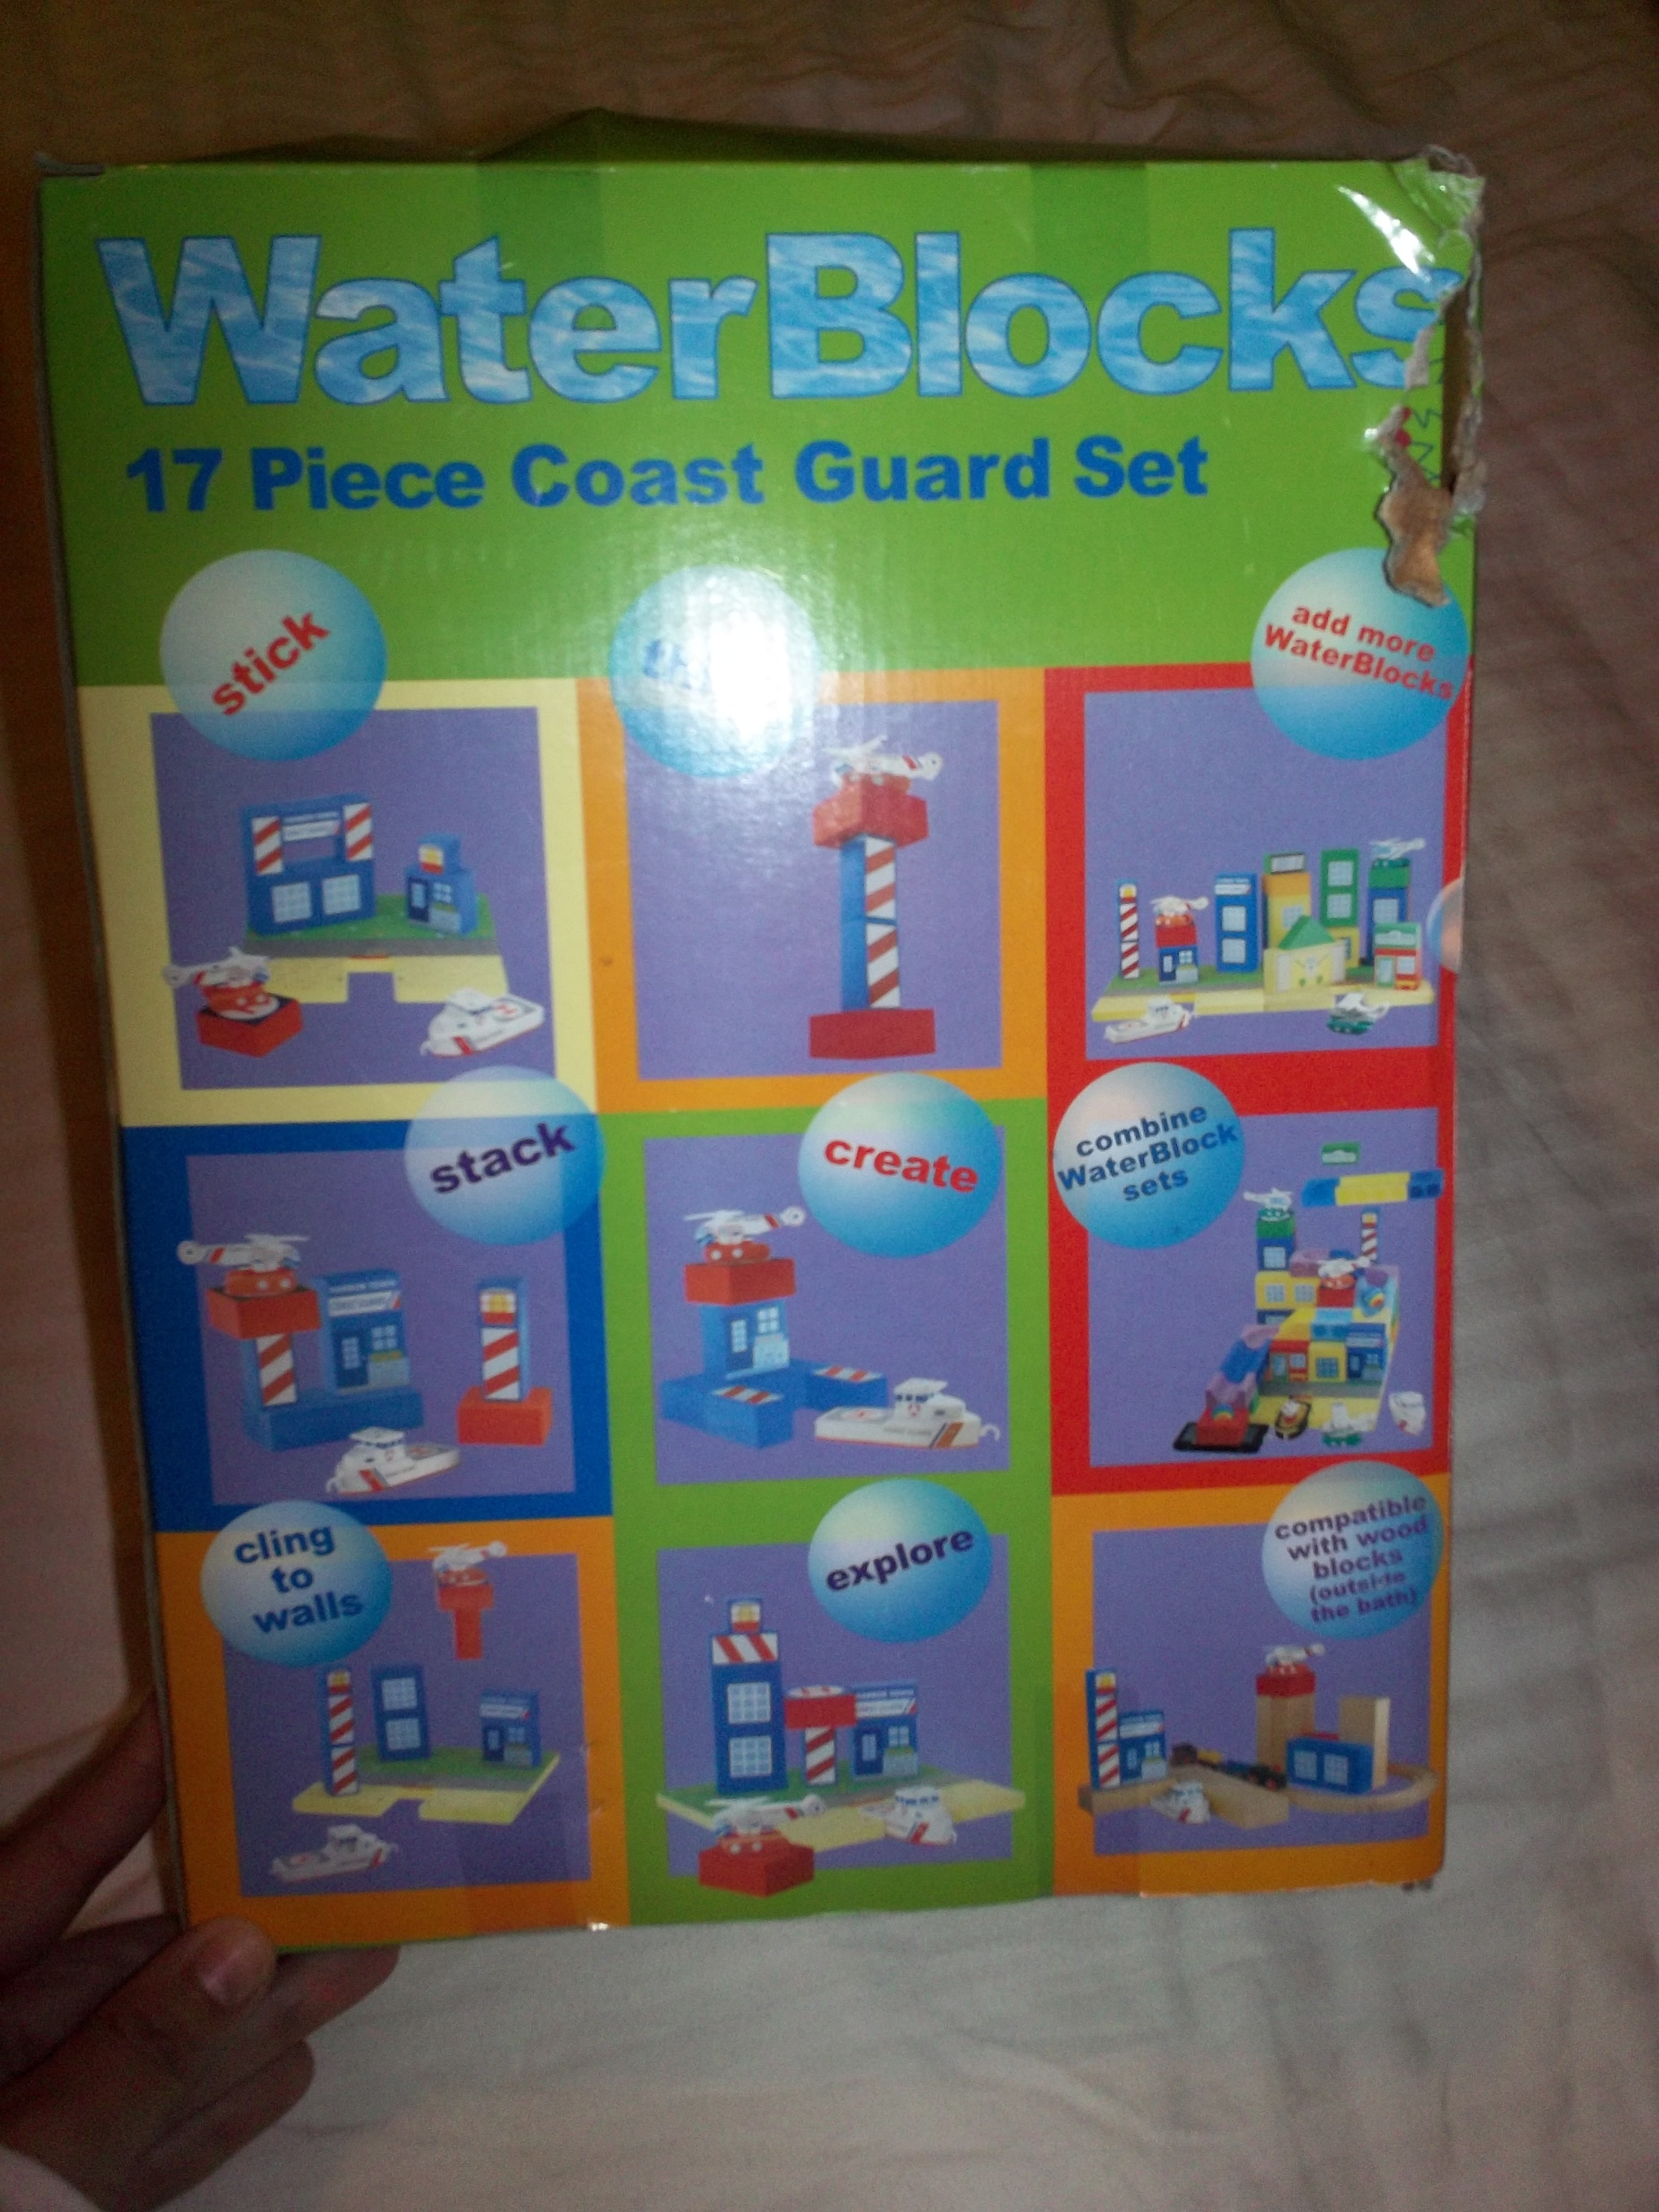 WaterBlocks
17 Piece Coast Guard Set
stick
add more
WaterBlocks
stack
create
combine
WaterBlock
sets
cling
to
walls
explore
compatible
with wood
blocks
(outside
the bath)